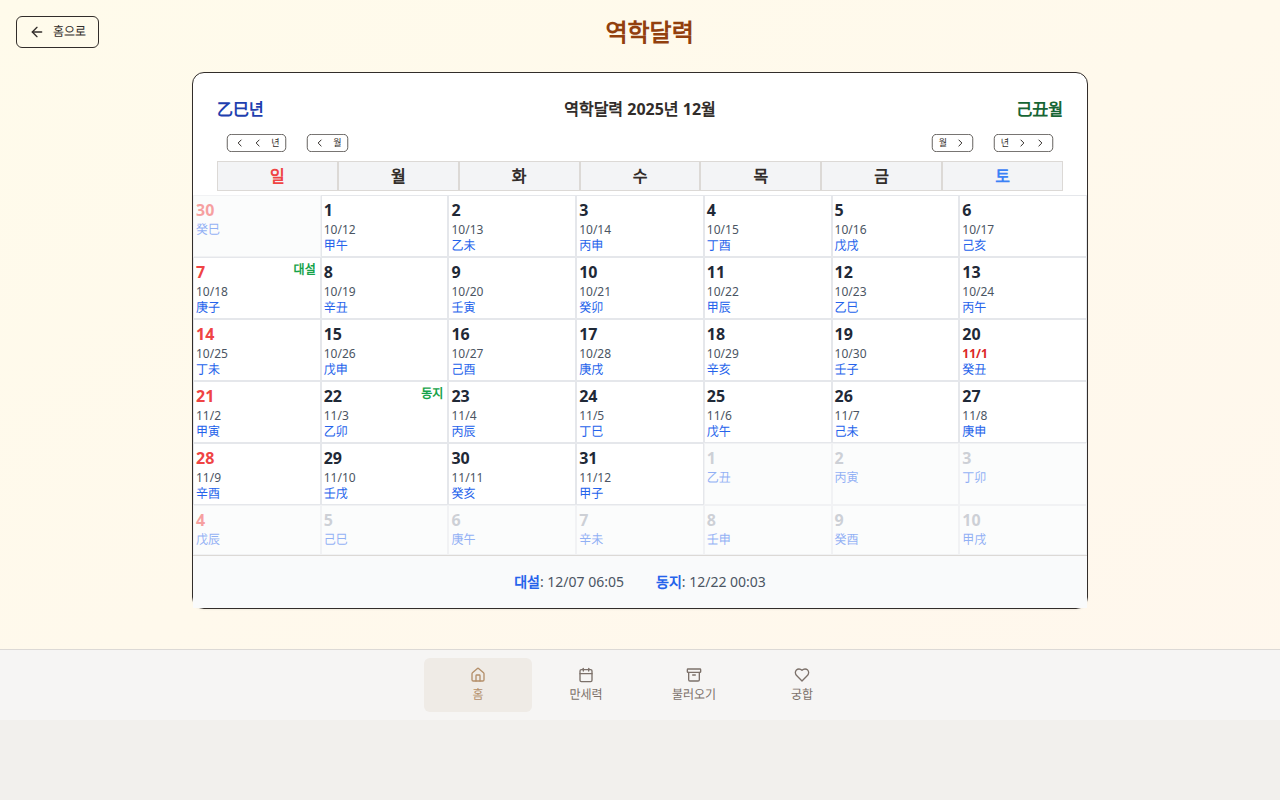 홈으로
역학달력
乙巳년
역학달력 2025년 12월
己丑월
년
월
월
년
일 월 화 수 목 금 토
30 1 2 3 4 5 6
癸巳 10/12 10/13 10/14 10/15 10/16 10/17
甲午 乙未 丙申 丁酉 戊戌 己亥
7 대설 8 9 10 11 12 13
10/18 10/19 10/20 10/21 10/22 10/23 10/24
庚子 辛丑 壬寅 癸卯 甲辰 乙巳 丙午
14 15 16 17 18 19 20
10/25 10/26 10/27 10/28 10/29 10/30 11/1
丁未 戊申 己酉 庚戌 辛亥 壬子 癸丑
21 22 동지 23 24 25 26 27
11/2 11/3 11/4 11/5 11/6 11/7 11/8
甲寅 乙卯 丙辰 丁巳 戊午 己未 庚申
28 29 30 31 1 2 3
11/9 11/10 11/11 11/12 乙丑 丙寅 丁卯
辛酉 壬戌 癸亥 甲子
4 5 6 7 8 9 10
戊辰 己巳 庚午 辛未 壬申 癸酉 甲戌
대설: 12/07 06:05 동지: 12/22 00:03
홈 만세력 불러오기 궁합